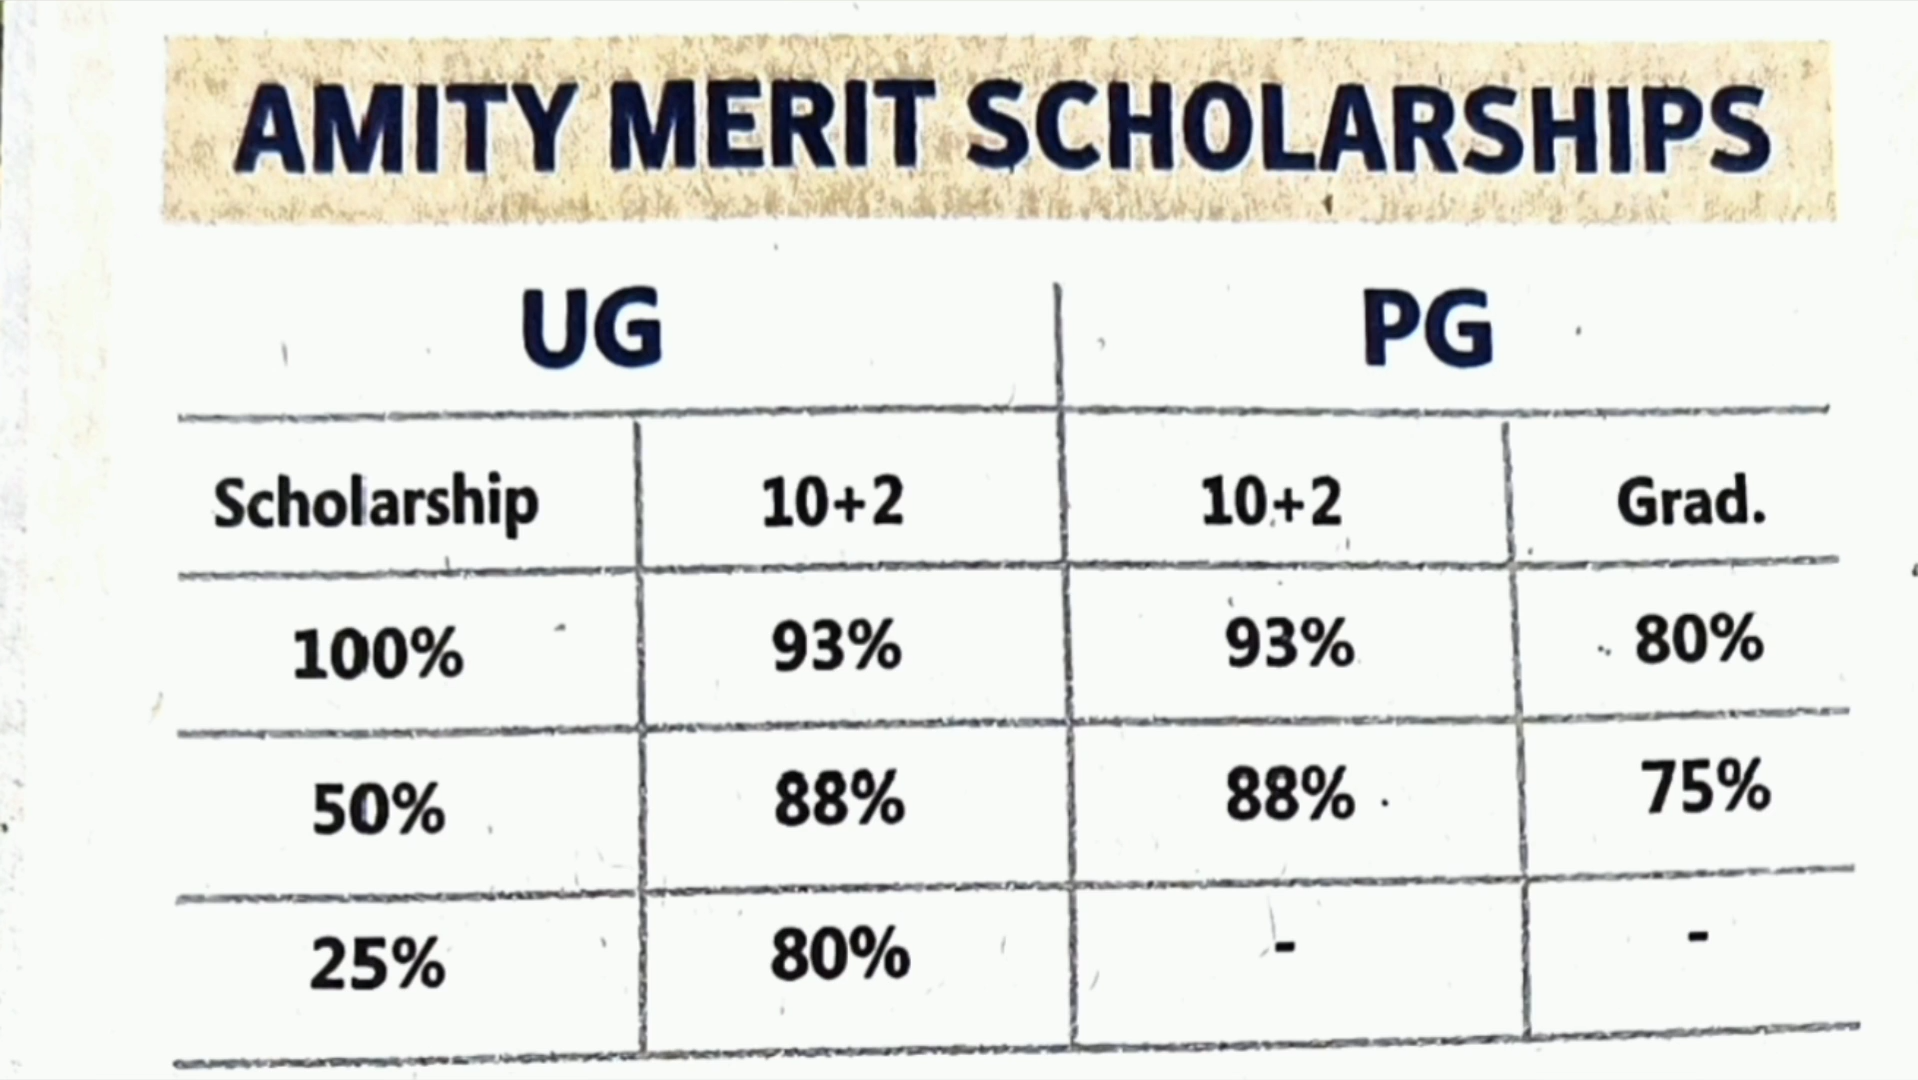 AMITY MERIT SCHOLARSHIPS
UG PG
Scholarship 10+2 10+2 Grad.
100% 93% 93% 80%
50% 88% 88% 75%
25% 80% - -